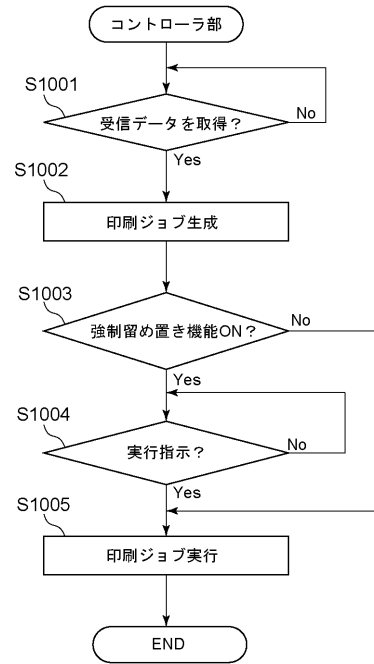 コントローラ部
S1001
受信データを取得？
No
Yes
S1002
印刷ジョブ生成
S1003
強制留め置き機能ON？
No
Yes
S1004
実行指示？
No
Yes
S1005
印刷ジョブ実行
END